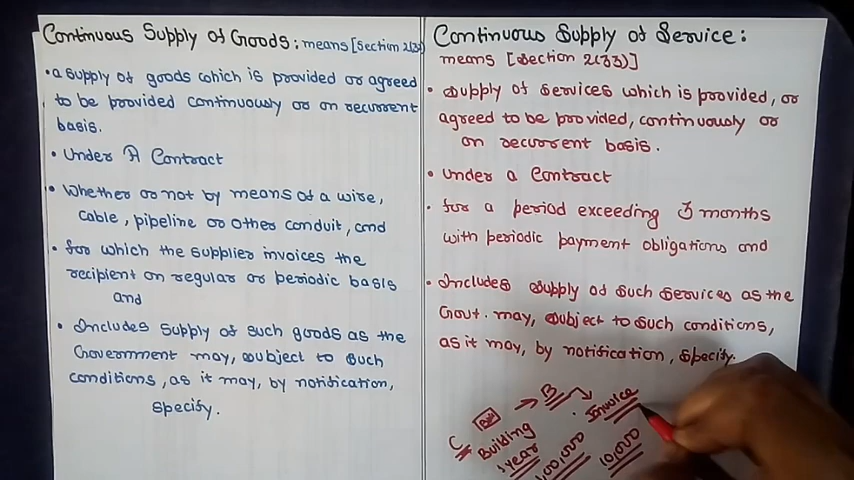 Continuous Supply of Goods: means [Section 2(32)
• a supply of goods which is provided or agreed
to be provided continuously or on recurrent
basis.
• Under A Contract
• Whether or not by means of a wire,
cable, pipeline or other conduit, and
• for which the supplier invoices the
recipient on regular or periodic basis
and
• Includes supply of such goods as the
Government may, subject to such
conditions, as it may, by notification,
specify.
Continuous Supply of Service:
means [Section 2(33)]
• Supply of services which is provided, or
agreed to be provided, continuously or
on recurrent basis.
• Under a Contract
• for a period exceeding 3 months
with periodic payment obligations and
• Includes supply of such services as the
Govt. may, subject to such conditions,
as it may, by notification, specify.
C → B Invoice
Building
1 year
1,00,000 10,000